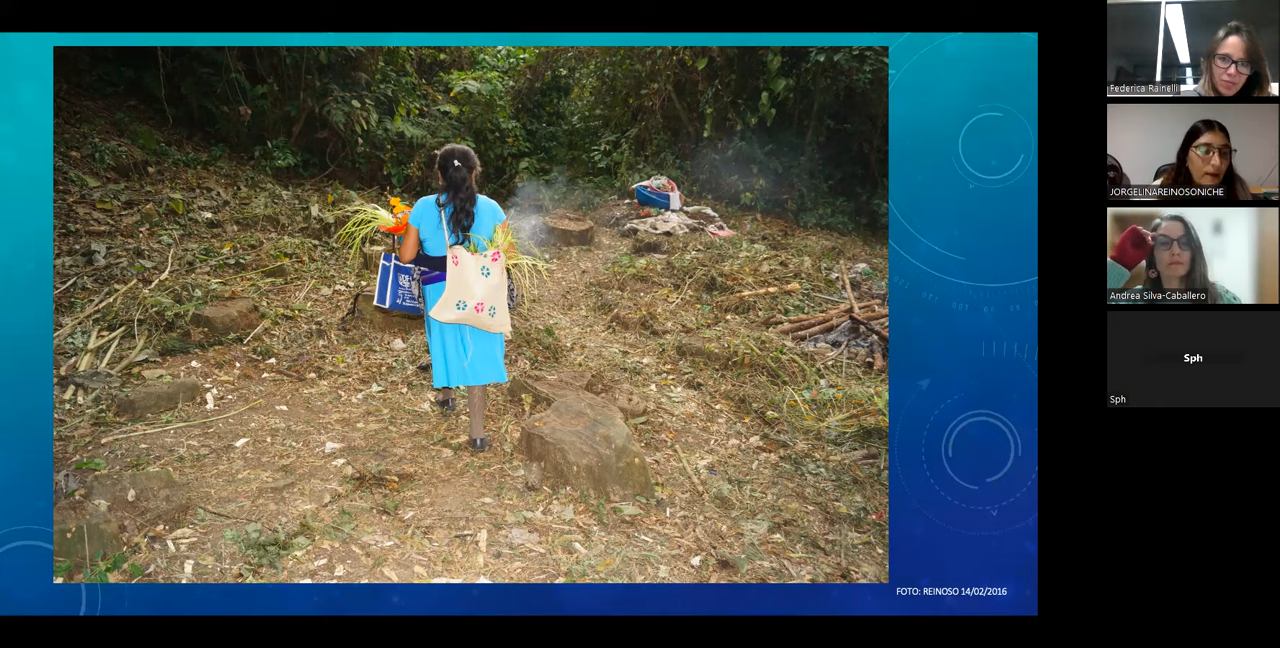 FOTO: REINOSO 14/02/2016
Federica Rainelli
JORGELINAREINOSONICHE
Andrea Silva-Caballero
Sph
Sph